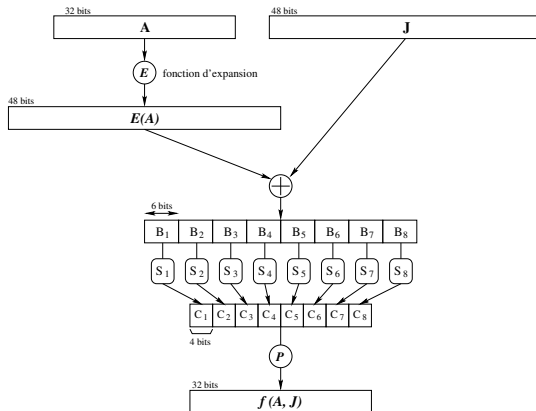 32 bits 48 bits
A J
E fonction d'expansion
48 bits
E(A)
6 bits
B1 B2 B3 B4 B5 B6 B7 B8
S1 S2 S3 S4 S5 S6 S7 S8
C1 C2 C3 C4 C5 C6 C7 C8
4 bits
P
32 bits
f (A, J)